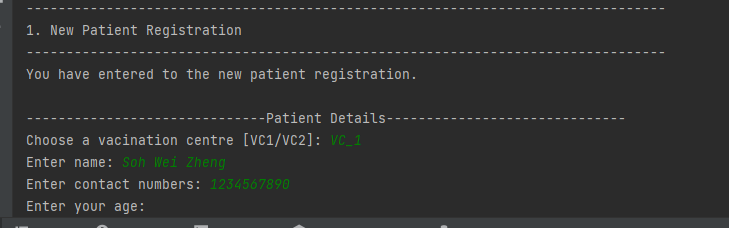 --------------------------------------------------------------------------------
1. New Patient Registration
--------------------------------------------------------------------------------
You have entered to the new patient registration.
------------------------------Patient Details------------------------------
Choose a vacination centre [VC1/VC2]: VC_1
Enter name: Soh Wei Zheng
Enter contact numbers: 1234567890
Enter your age: